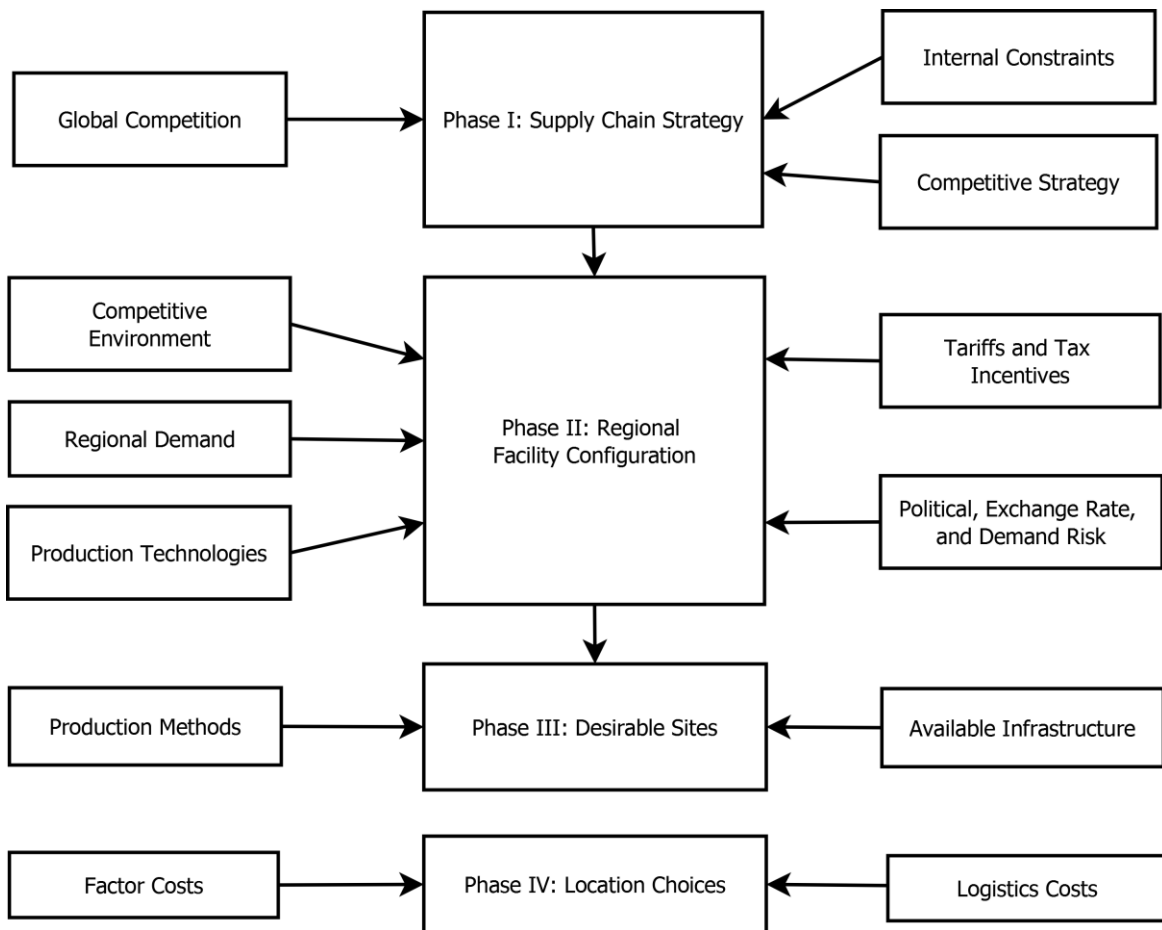 Global Competition
Phase I: Supply Chain Strategy
Internal Constraints
Competitive Strategy
Competitive
Environment
Regional Demand
Production Technologies
Phase II: Regional
Facility Configuration
Tariffs and Tax
Incentives
Political, Exchange Rate,
and Demand Risk
Production Methods
Phase III: Desirable Sites
Available Infrastructure
Factor Costs
Phase IV: Location Choices
Logistics Costs